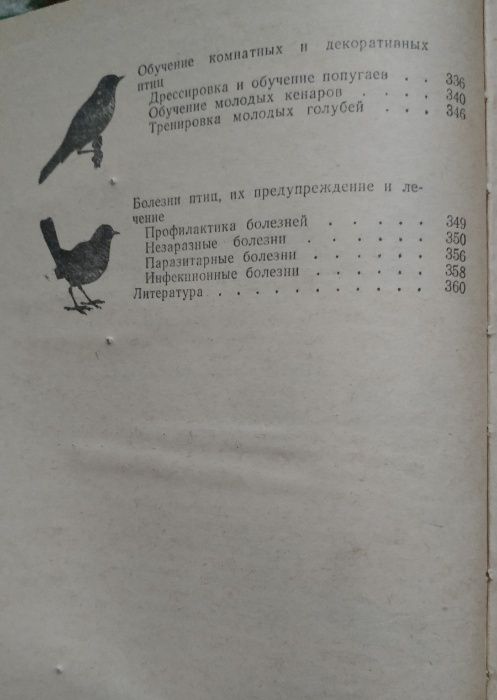 Обучение комнатных и декоративных
птиц
Дрессировка и обучение попугаев . . 336
Обучение молодых кенаров . . . . 340
Тренировка молодых голубей . . . 346
Болезни птиц, их предупреждение и ле-
чение
Профилактика болезней . . . . . 349
Незаразные болезни . . . . . . 350
Паразитарные болезни . . . . . 356
Инфекционные болезни . . . . . 358
Литература . . . . . . . . . . 360